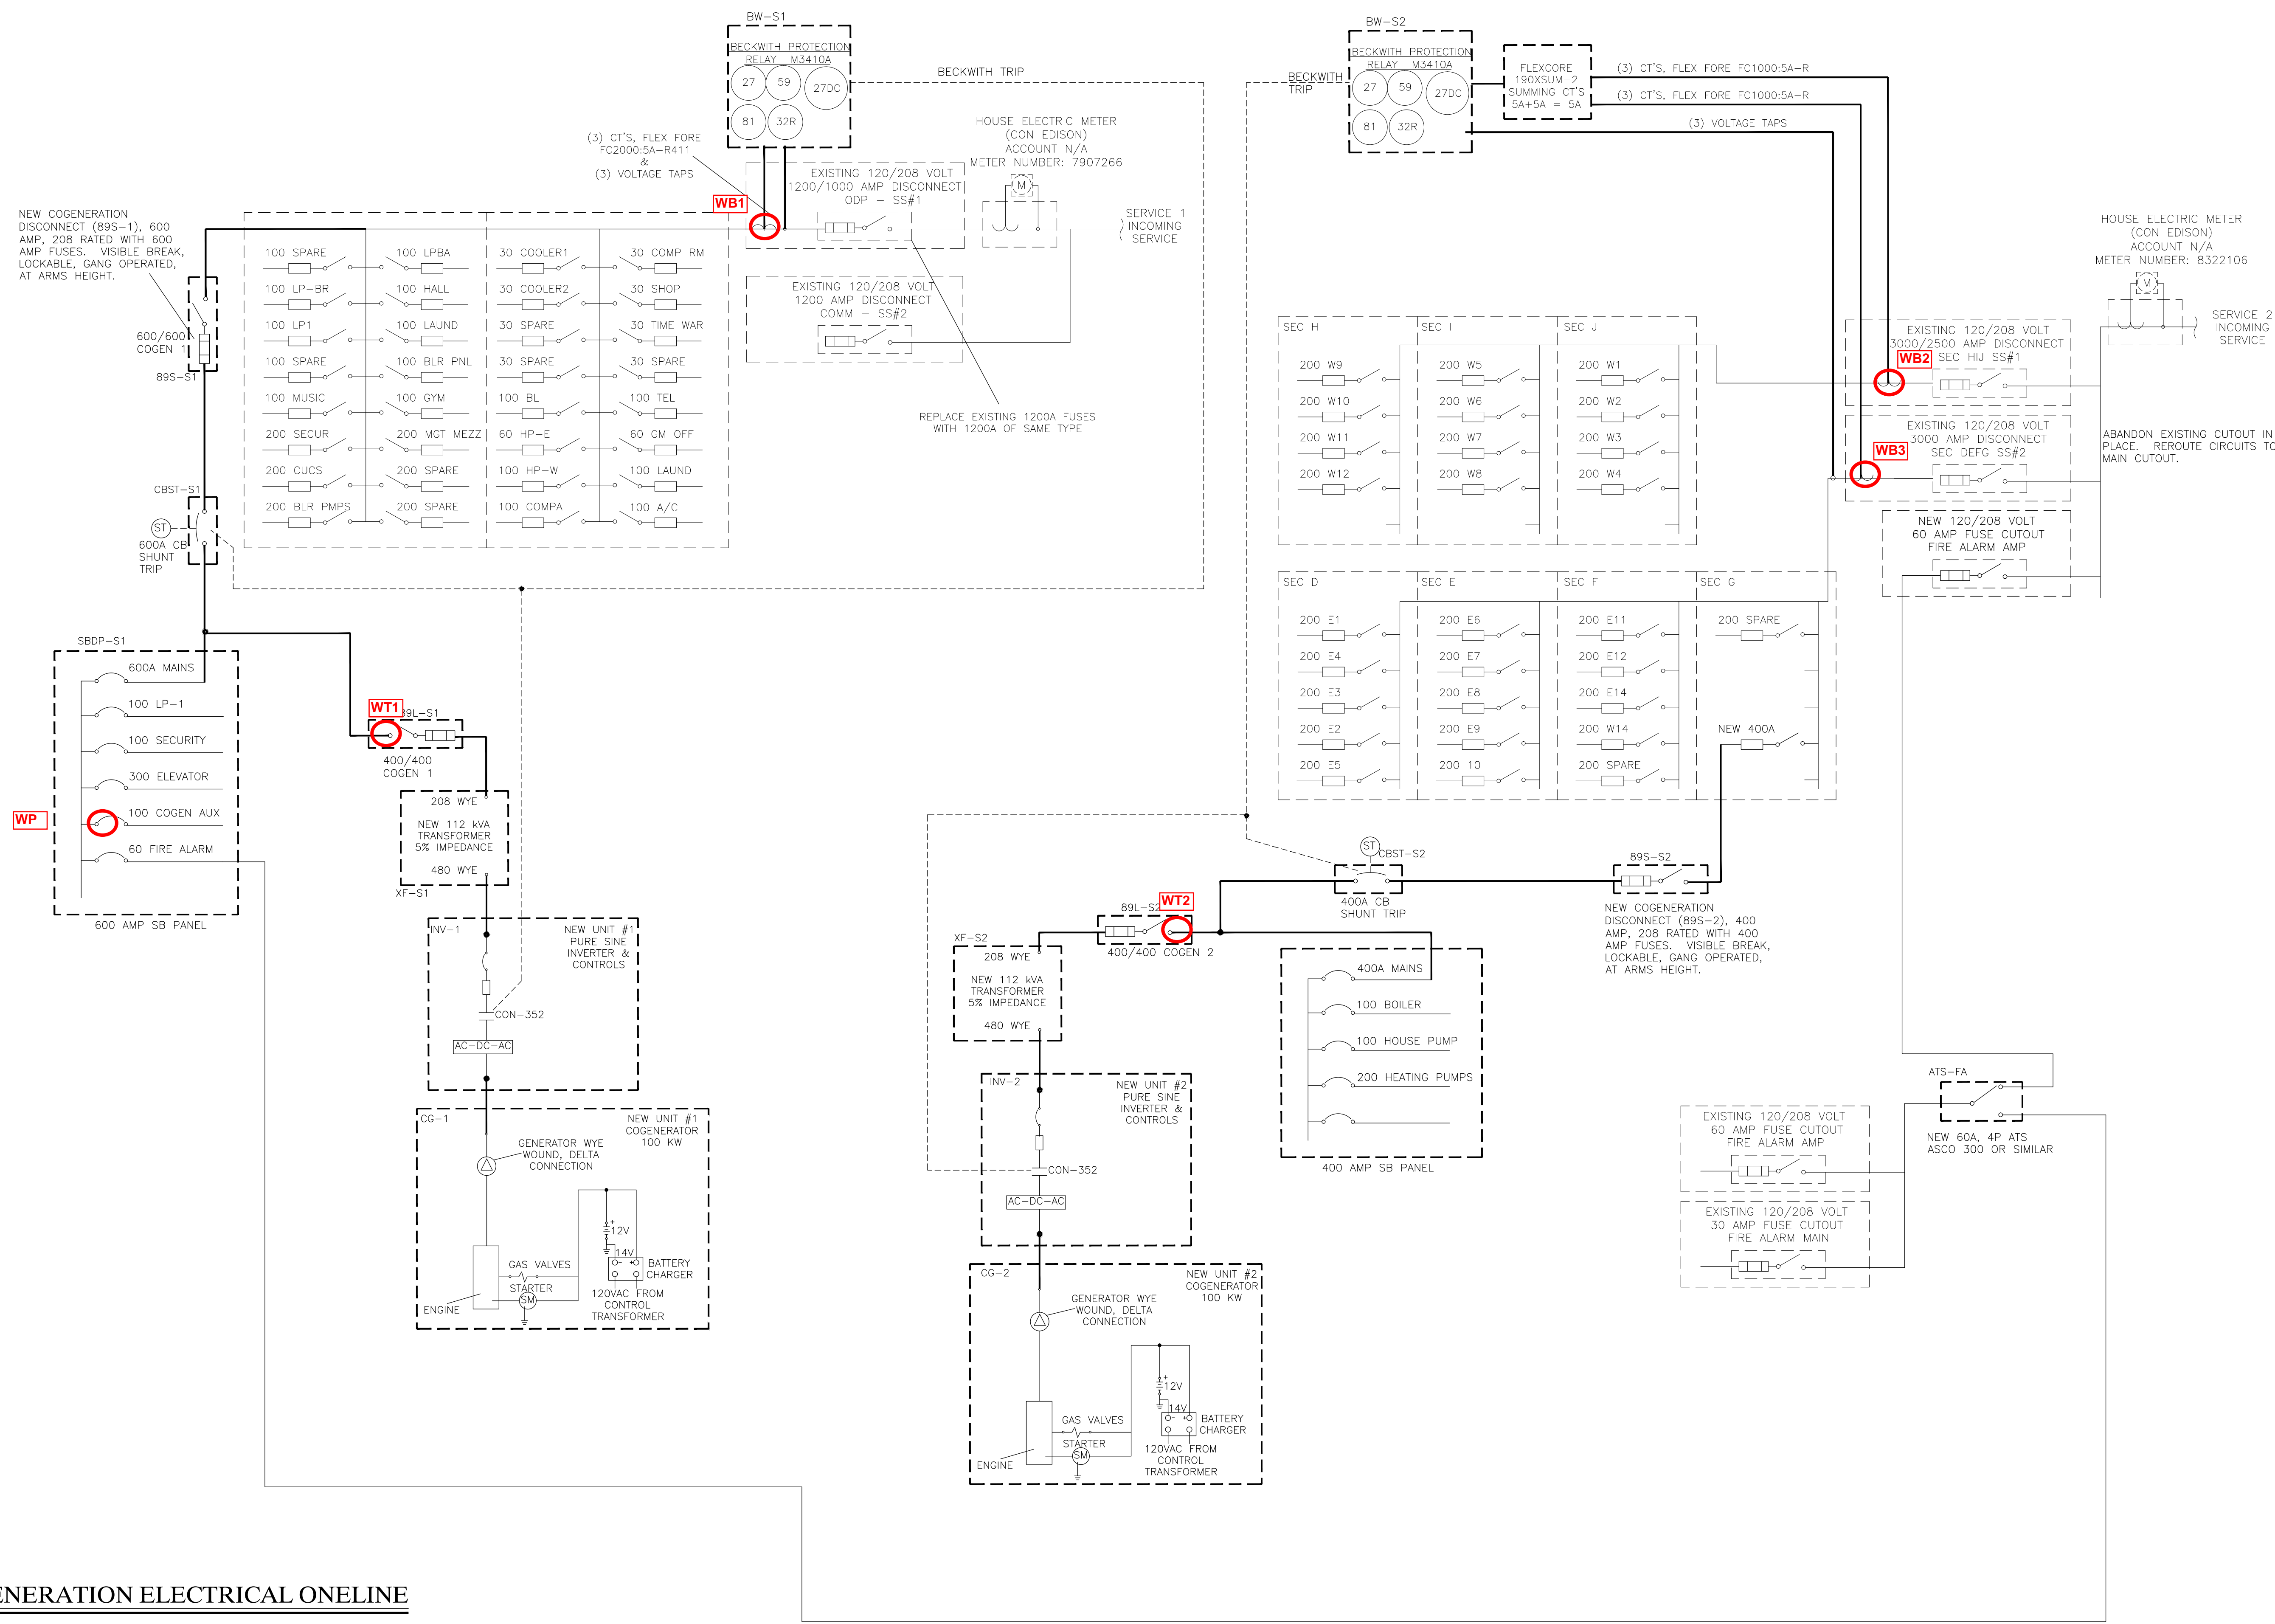 BW-S1
BECKWITH PROTECTION
RELAY M3410A
27
59
27DC
81
32R
BECKWITH TRIP
(3) CT'S, FLEX FORE
FC2000:5A-R411
&
(3) VOLTAGE TAPS
WB1
HOUSE ELECTRIC METER
(CON EDISON)
ACCOUNT N/A
METER NUMBER: 7907266
M
EXISTING 120/208 VOLT
1200/1000 AMP DISCONNECT
ODP - SS#1
SERVICE 1
INCOMING
SERVICE
EXISTING 120/208 VOLT
1200 AMP DISCONNECT
COMM - SS#2
REPLACE EXISTING 1200A FUSES
WITH 1200A OF SAME TYPE
NEW COGENERATION
DISCONNECT (89S-1), 600
AMP, 208 RATED WITH 600
AMP FUSES. VISIBLE BREAK,
LOCKABLE, GANG OPERATED,
AT ARMS HEIGHT.
600/600
COGEN 1
89S-S1
100 SPARE
100 LPBA
30 COOLER1
30 COMP RM
100 LP-BR
100 HALL
30 COOLER2
30 SHOP
100 LP1
100 LAUND
30 SPARE
30 TIME WAR
100 SPARE
100 BLR PNL
30 SPARE
30 SPARE
100 MUSIC
100 GYM
100 BL
100 TEL
200 SECUR
200 MGT MEZZ
60 HP-E
60 GM OFF
200 CUCS
200 SPARE
100 HP-W
100 LAUND
200 BLR PMPS
200 SPARE
100 COMPA
100 A/C
CBST-S1
ST
600A CB
SHUNT
TRIP
SBDP-S1
600A MAINS
100 LP-1
100 SECURITY
300 ELEVATOR
WP
100 COGEN AUX
60 FIRE ALARM
600 AMP SB PANEL
WT1
89L-S1
400/400
COGEN 1
208 WYE
NEW 112 kVA
TRANSFORMER
5% IMPEDANCE
480 WYE
XF-S1
INV-1
NEW UNIT #1
PURE SINE
INVERTER &
CONTROLS
CON-352
AC-DC-AC
CG-1
NEW UNIT #1
COGENERATOR
100 KW
GENERATOR WYE
WOUND, DELTA
CONNECTION
+
12V
14V
- +
BATTERY
CHARGER
GAS VALVES
STARTER
SM
ENGINE
120VAC FROM
CONTROL
TRANSFORMER
BW-S2
BECKWITH PROTECTION
RELAY M3410A
27
59
27DC
81
32R
BECKWITH
TRIP
FLEXCORE
190XSUM-2
SUMMING CT'S
5A+5A = 5A
(3) CT'S, FLEX FORE FC1000:5A-R
(3) CT'S, FLEX FORE FC1000:5A-R
(3) VOLTAGE TAPS
HOUSE ELECTRIC METER
(CON EDISON)
ACCOUNT N/A
METER NUMBER: 8322106
M
SERVICE 2
INCOMING
SERVICE
EXISTING 120/208 VOLT
3000/2500 AMP DISCONNECT
WB2
SEC HIJ SS#1
EXISTING 120/208 VOLT
3000 AMP DISCONNECT
WB3
SEC DEFG SS#2
ABANDON EXISTING CUTOUT IN
PLACE. REROUTE CIRCUITS TO
MAIN CUTOUT.
NEW 120/208 VOLT
60 AMP FUSE CUTOUT
FIRE ALARM AMP
SEC H
SEC I
SEC J
200 W9
200 W5
200 W1
200 W10
200 W6
200 W2
200 W11
200 W7
200 W3
200 W12
200 W8
200 W4
SEC D
SEC E
SEC F
SEC G
200 E1
200 E6
200 E11
200 SPARE
200 E4
200 E7
200 E12
200 E3
200 E8
200 E14
200 E2
200 E9
200 W14
NEW 400A
200 E5
200 10
200 SPARE
ST
CBST-S2
400A CB
SHUNT TRIP
89S-S2
NEW COGENERATION
DISCONNECT (89S-2), 400
AMP, 208 RATED WITH 400
AMP FUSES. VISIBLE BREAK,
LOCKABLE, GANG OPERATED,
AT ARMS HEIGHT.
WT2
89L-S2
400/400 COGEN 2
XF-S2
208 WYE
NEW 112 kVA
TRANSFORMER
5% IMPEDANCE
480 WYE
400A MAINS
100 BOILER
100 HOUSE PUMP
200 HEATING PUMPS
400 AMP SB PANEL
INV-2
NEW UNIT #2
PURE SINE
INVERTER &
CONTROLS
CON-352
AC-DC-AC
CG-2
NEW UNIT #2
COGENERATOR
100 KW
GENERATOR WYE
WOUND, DELTA
CONNECTION
+
12V
14V
- +
BATTERY
CHARGER
GAS VALVES
STARTER
SM
ENGINE
120VAC FROM
CONTROL
TRANSFORMER
ATS-FA
NEW 60A, 4P ATS
ASCO 300 OR SIMILAR
EXISTING 120/208 VOLT
60 AMP FUSE CUTOUT
FIRE ALARM AMP
EXISTING 120/208 VOLT
30 AMP FUSE CUTOUT
FIRE ALARM MAIN
ENERATION ELECTRICAL ONELINE